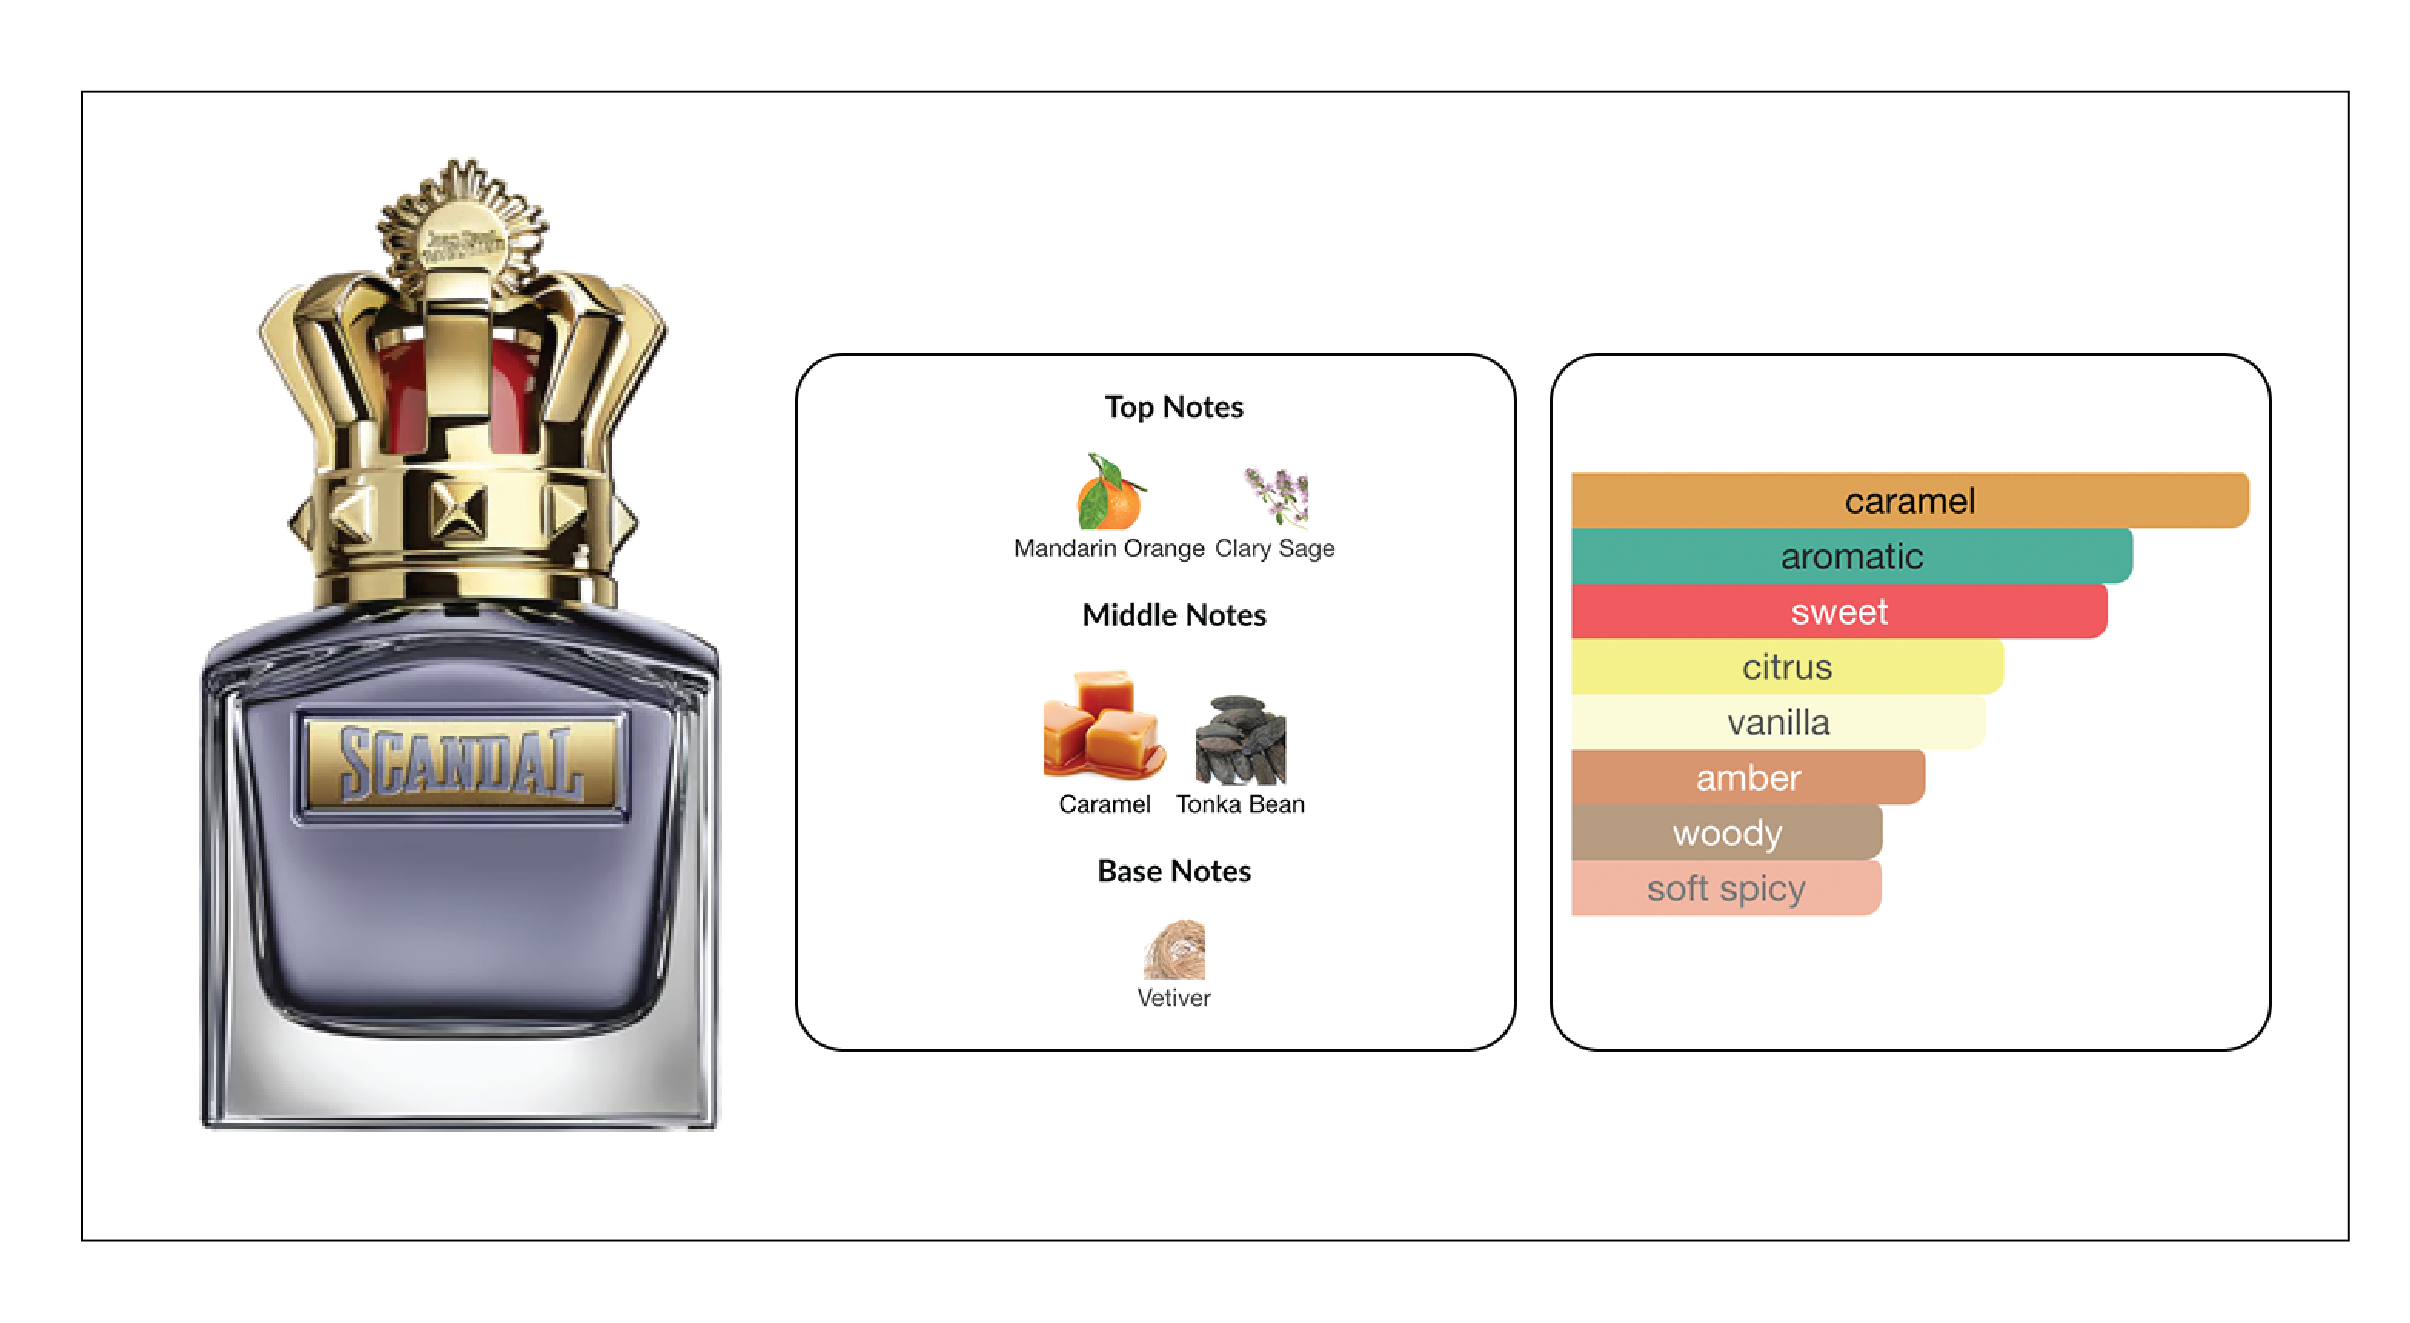 SCANDAL
Top Notes
Mandarin Orange Clary Sage
Middle Notes
Caramel Tonka Bean
Base Notes
Vetiver
caramel
aromatic
sweet
citrus
vanilla
amber
woody
soft spicy